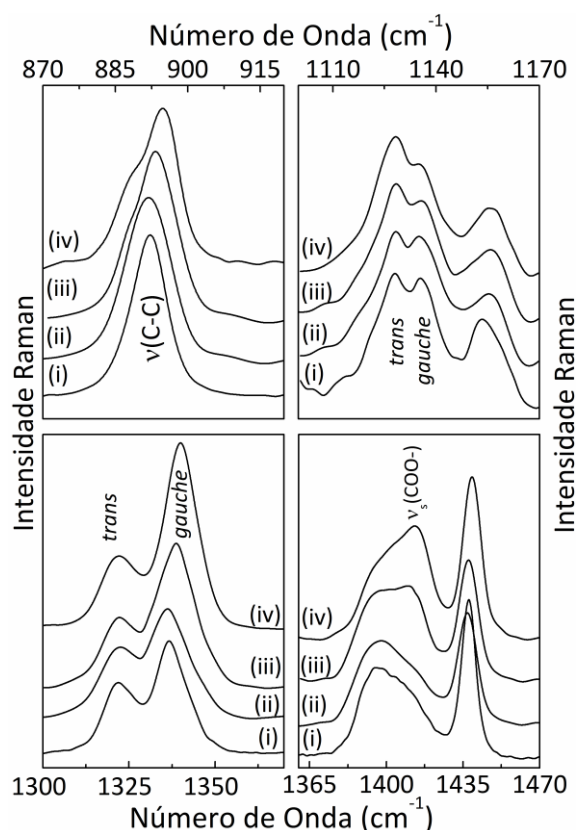 Número de Onda (cm⁻¹)
870 885 900 915 1110 1140 1170
Intensidade Raman
(iv)
(iii)
(ii)
(i)
ν(C-C)
(iv)
(iii)
(ii)
(i)
trans
gauche
Intensidade Raman
trans
gauche
(iv)
(iii)
(ii)
(i)
νs(COO-)
(iv)
(iii)
(ii)
(i)
1300 1325 1350 1365 1400 1435 1470
Número de Onda (cm⁻¹)